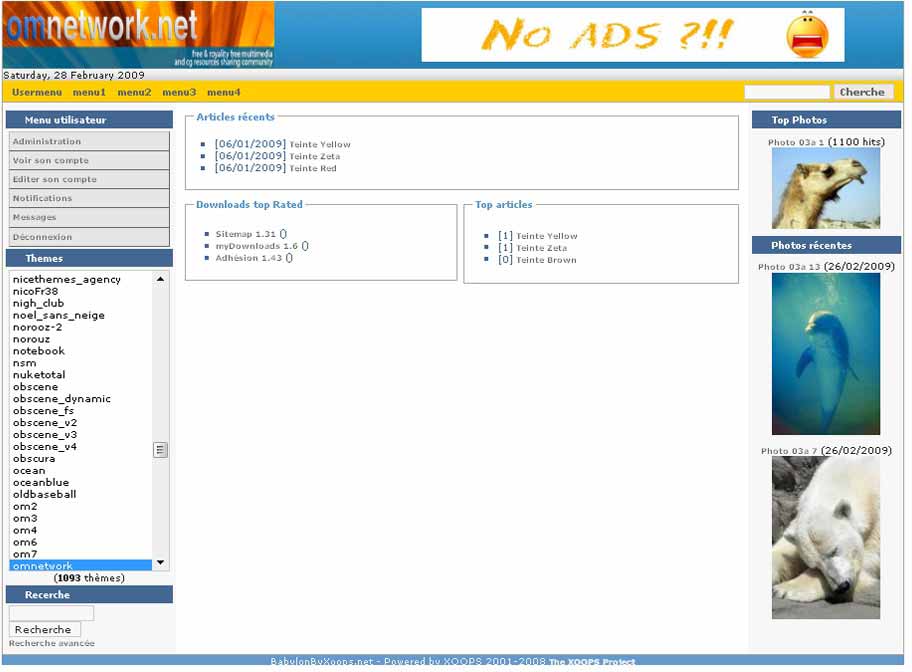 omnetwork.net
free & royality free multimedia
and cg resources sharing community
No ADS ?!!
Saturday, 28 February 2009
Usermenu menu1 menu2 menu3 menu4
Cherche
Menu utilisateur
Administration
Voir son compte
Editer son compte
Notifications
Messages
Déconnexion
Themes
nicethemes_agency
nicoFr38
nigh_club
noel_sans_neige
norooz-2
norouz
notebook
nsm
nuketotal
obscene
obscene_dynamic
obscene_fs
obscene_v2
obscene_v3
obscene_v4
obscura
ocean
oceanblue
oldbaseball
om2
om3
om4
om6
om7
omnetwork
(1093 thèmes)
Recerche
Recherche
Recherche avancée
Articles récents
[06/01/2009] Teinte Yellow
[06/01/2009] Teinte Zeta
[06/01/2009] Teinte Red
Downloads top Rated
Sitemap 1.31 ()
myDownloads 1.6 ()
Adhésion 1.43 ()
Top articles
[1] Teinte Yellow
[1] Teinte Zeta
[0] Teinte Brown
Top Photos
Photo 03a 1 (1100 hits)
Photos récentes
Photo 03a 13 (26/02/2009)
Photo 03a 7 (26/02/2009)
BabylonByXoops.net - Powered by XOOPS 2001-2008 The XOOPS Project